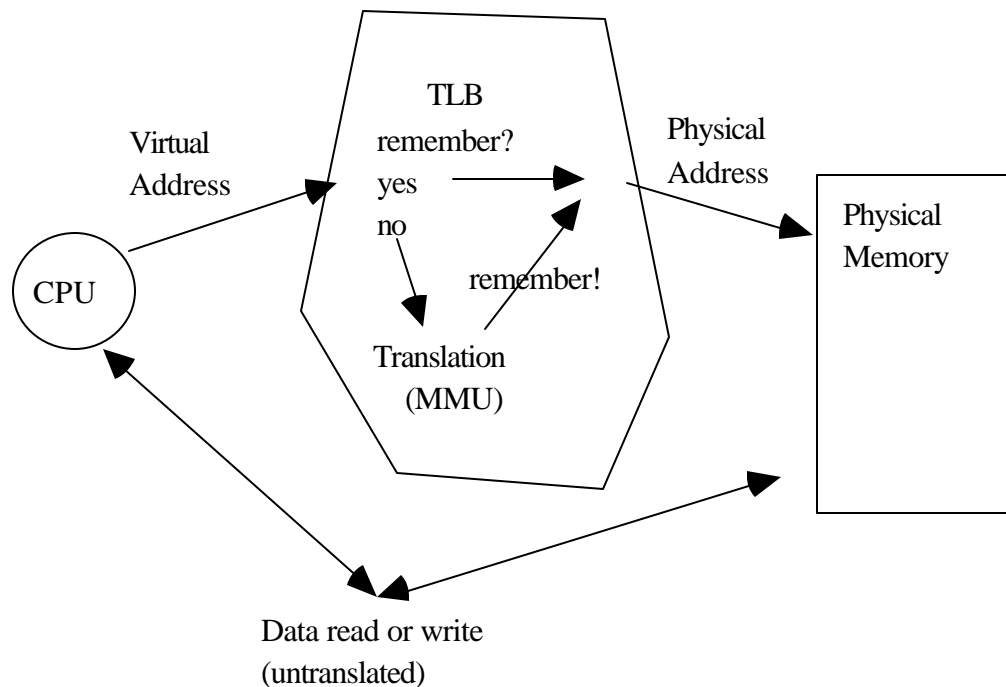 TLB
Virtual
Address
remember?
yes
no
remember!
Translation
(MMU)
Physical
Address
CPU
Physical
Memory
Data read or write
(untranslated)